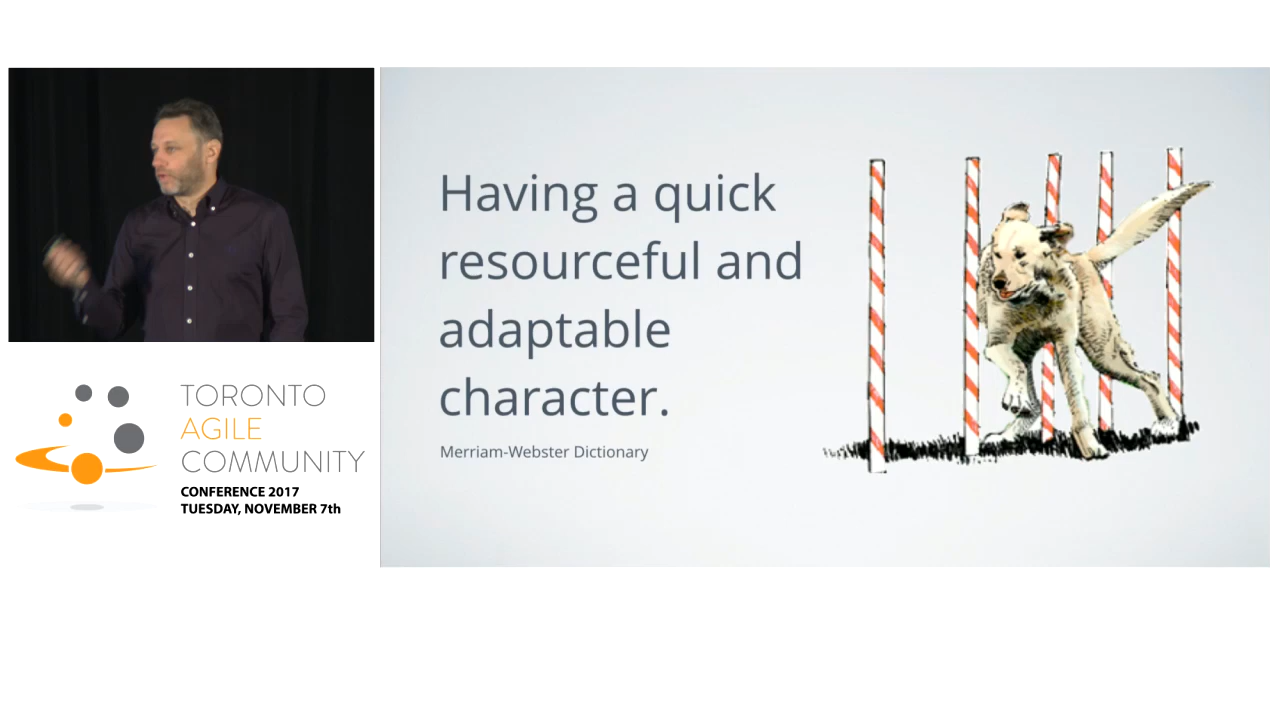 Having a quick
resourceful and
adaptable
character.
Merriam-Webster Dictionary
TORONTO
AGILE
COMMUNITY
CONFERENCE 2017
TUESDAY, NOVEMBER 7th